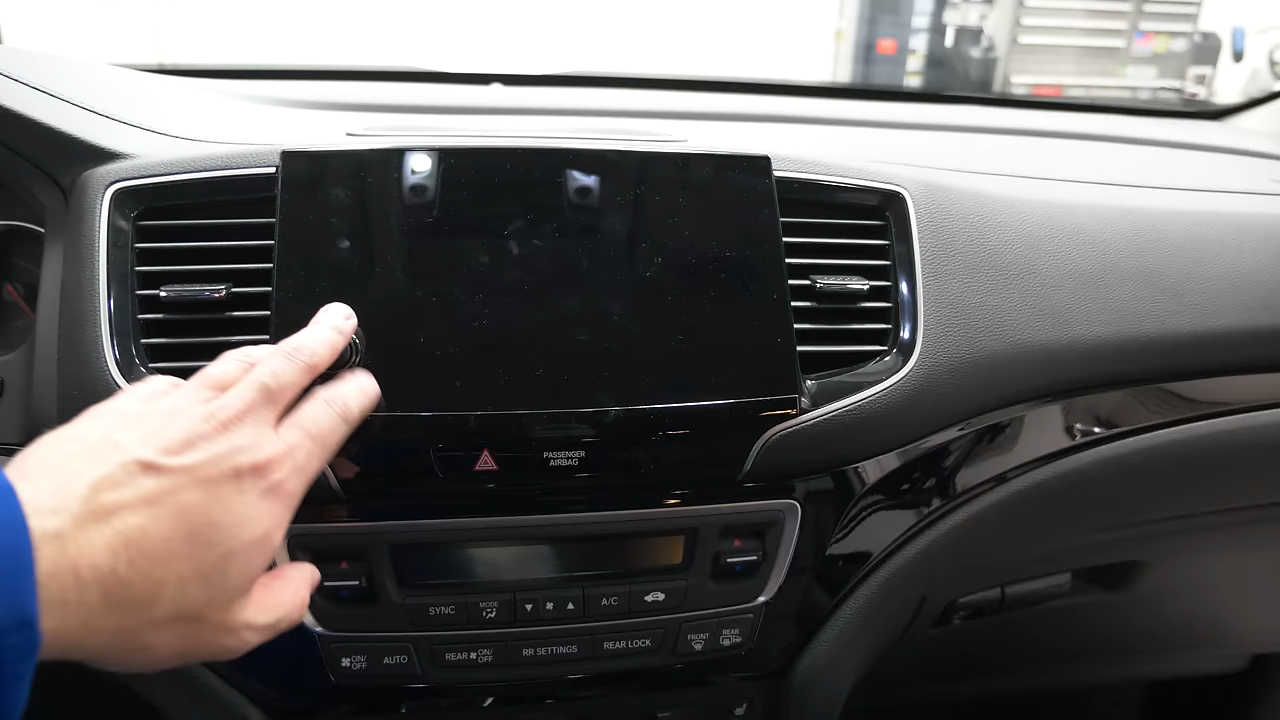 PASSENGER
AIRBAG
SYNC
MODE
A/C
ON/
OFF
AUTO
REAR ON/
OFF
RR SETTINGS
REAR LOCK
FRONT
REAR